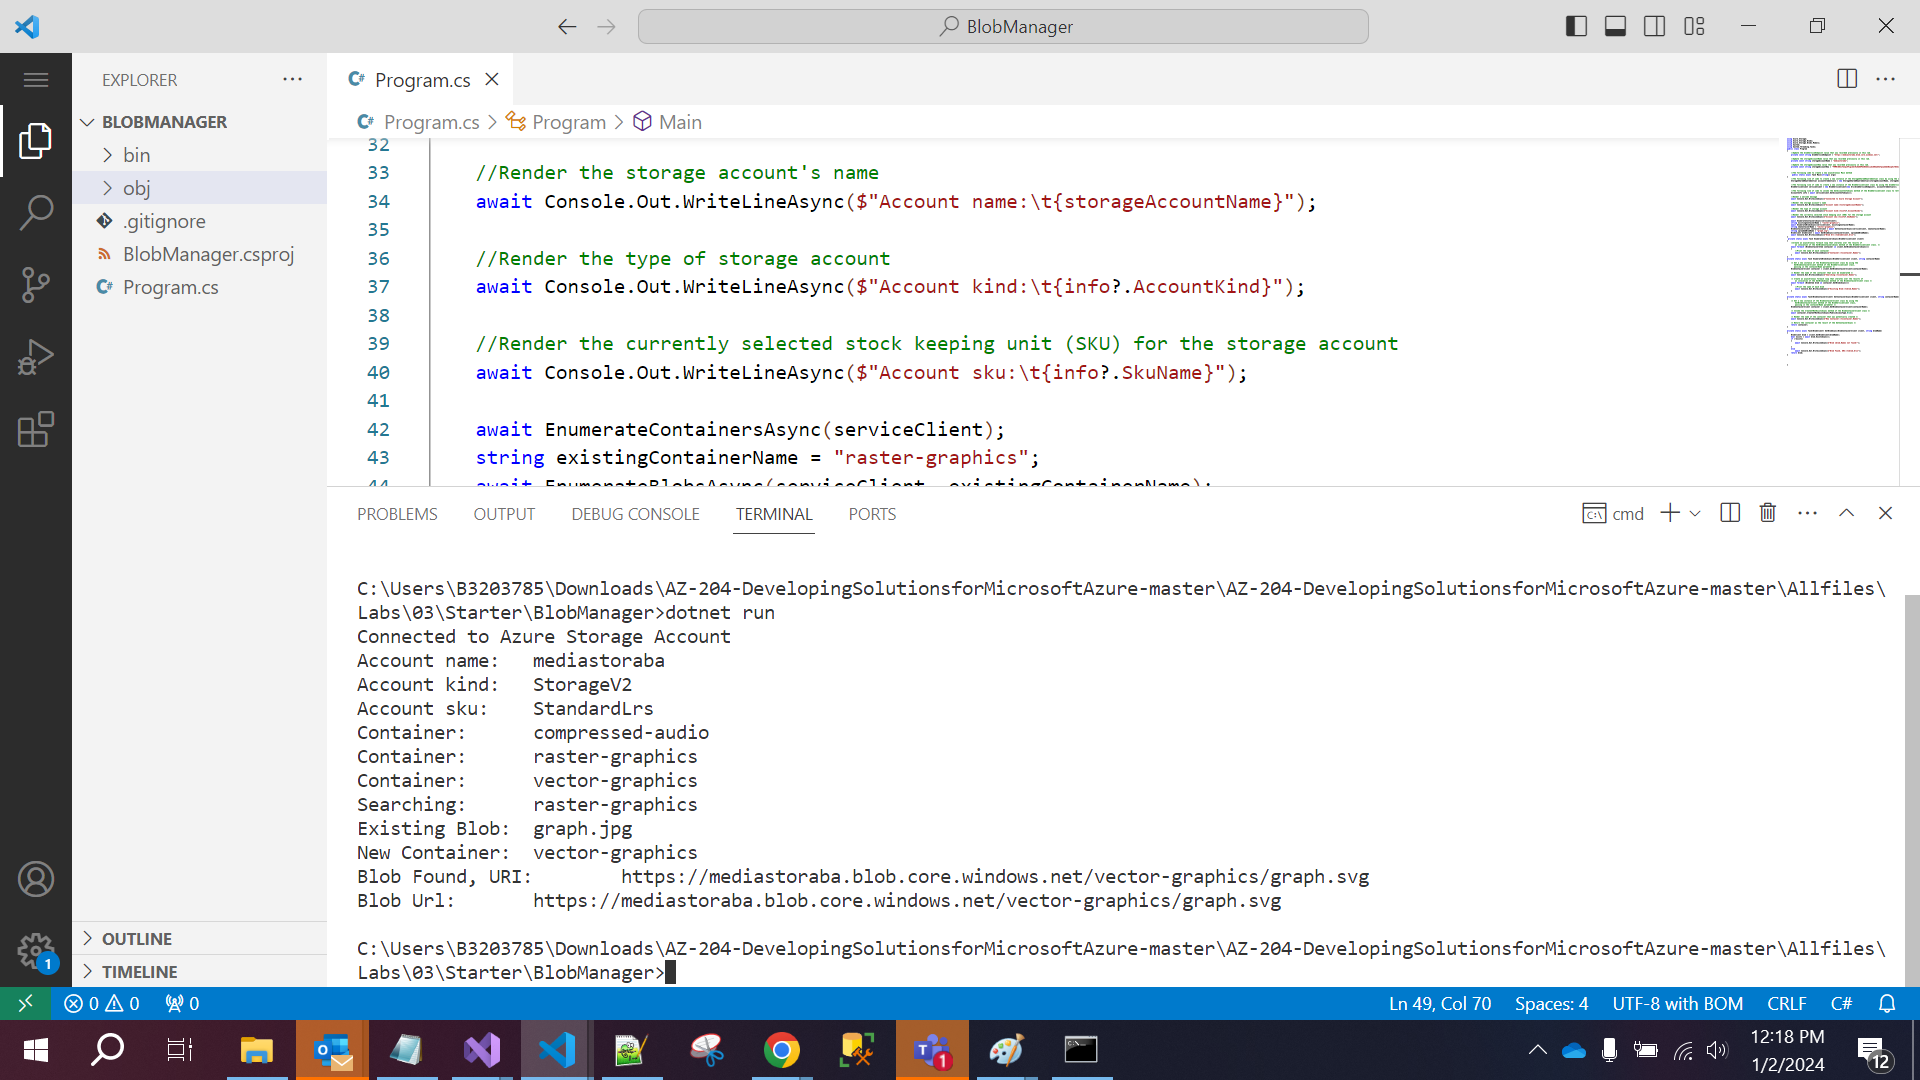 BlobManager
EXPLORER
Program.cs
BLOBMANAGER
Program.cs > Program > Main
bin
obj
.gitignore
BlobManager.csproj
Program.cs
32
33 //Render the storage account's name
34 await Console.Out.WriteLineAsync($"Account name:\t{storageAccountName}");
35
36 //Render the type of storage account
37 await Console.Out.WriteLineAsync($"Account kind:\t{info?.AccountKind}");
38
39 //Render the currently selected stock keeping unit (SKU) for the storage account
40 await Console.Out.WriteLineAsync($"Account sku:\t{info?.SkuName}");
41
42 await EnumerateContainersAsync(serviceClient);
43 string existingContainerName = "raster-graphics";
44 await EnumerateBlobsAsync(serviceClient, existingContainerName);
PROBLEMS OUTPUT DEBUG CONSOLE TERMINAL PORTS
cmd
C:\Users\B3203785\Downloads\AZ-204-DevelopingSolutionsforMicrosoftAzure-master\AZ-204-DevelopingSolutionsforMicrosoftAzure-master\Allfiles\
Labs\03\Starter\BlobManager>dotnet run
Connected to Azure Storage Account
Account name: mediastoraba
Account kind: StorageV2
Account sku: StandardLrs
Container: compressed-audio
Container: raster-graphics
Container: vector-graphics
Searching: raster-graphics
Existing Blob: graph.jpg
New Container: vector-graphics
Blob Found, URI: https://mediastoraba.blob.core.windows.net/vector-graphics/graph.svg
Blob Url: https://mediastoraba.blob.core.windows.net/vector-graphics/graph.svg
C:\Users\B3203785\Downloads\AZ-204-DevelopingSolutionsforMicrosoftAzure-master\AZ-204-DevelopingSolutionsforMicrosoftAzure-master\Allfiles\
Labs\03\Starter\BlobManager>
OUTLINE
TIMELINE
1
0 0 0
Ln 49, Col 70 Spaces: 4 UTF-8 with BOM CRLF C#
12:18 PM
1/2/2024
1
12